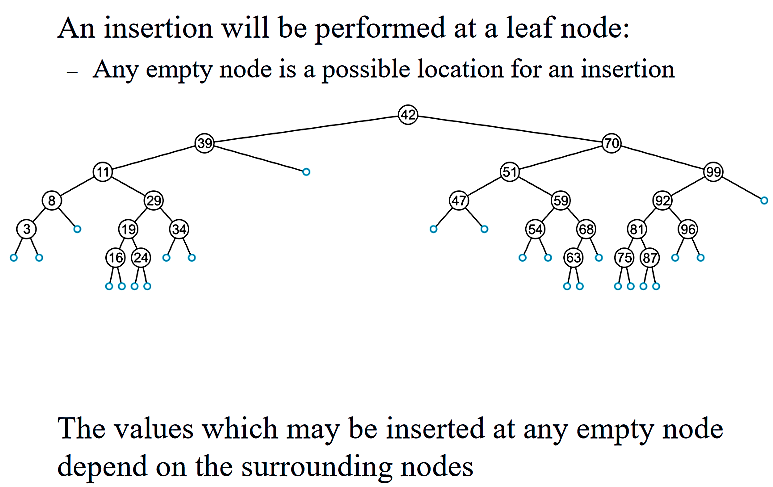 An insertion will be performed at a leaf node:
– Any empty node is a possible location for an insertion
42
39 70
11 51 99
8 29 47 59 92
3 19 34 54 68 81 96
16 24 63 75 87
The values which may be inserted at any empty node
depend on the surrounding nodes